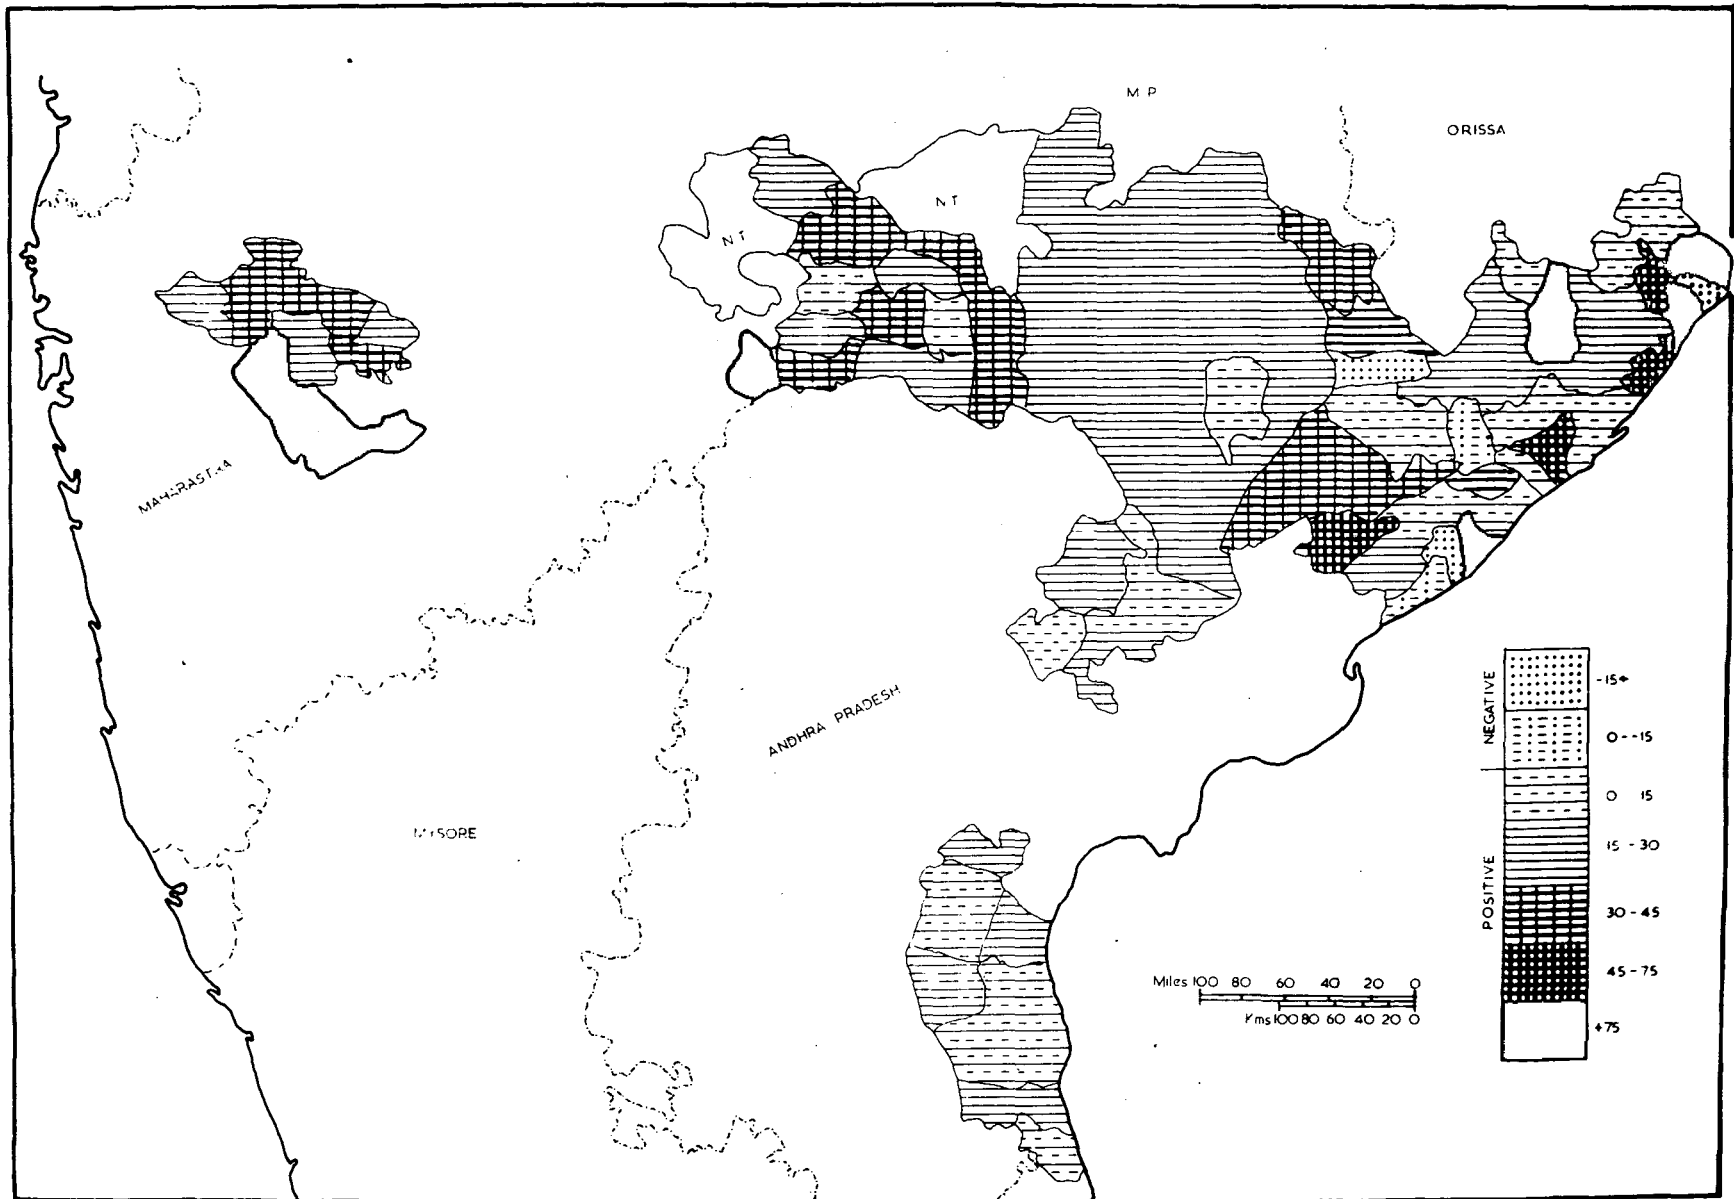 M P
ORISSA
N T
N T
MAHARASTRA
ANDHRA PRADESH
MYSORE
NEGATIVE
POSITIVE
-15+
0--15
0 15
15 - 30
30 - 45
45 - 75
+75
Miles 100 80 60 40 20 0
Kms 100 80 60 40 20 0